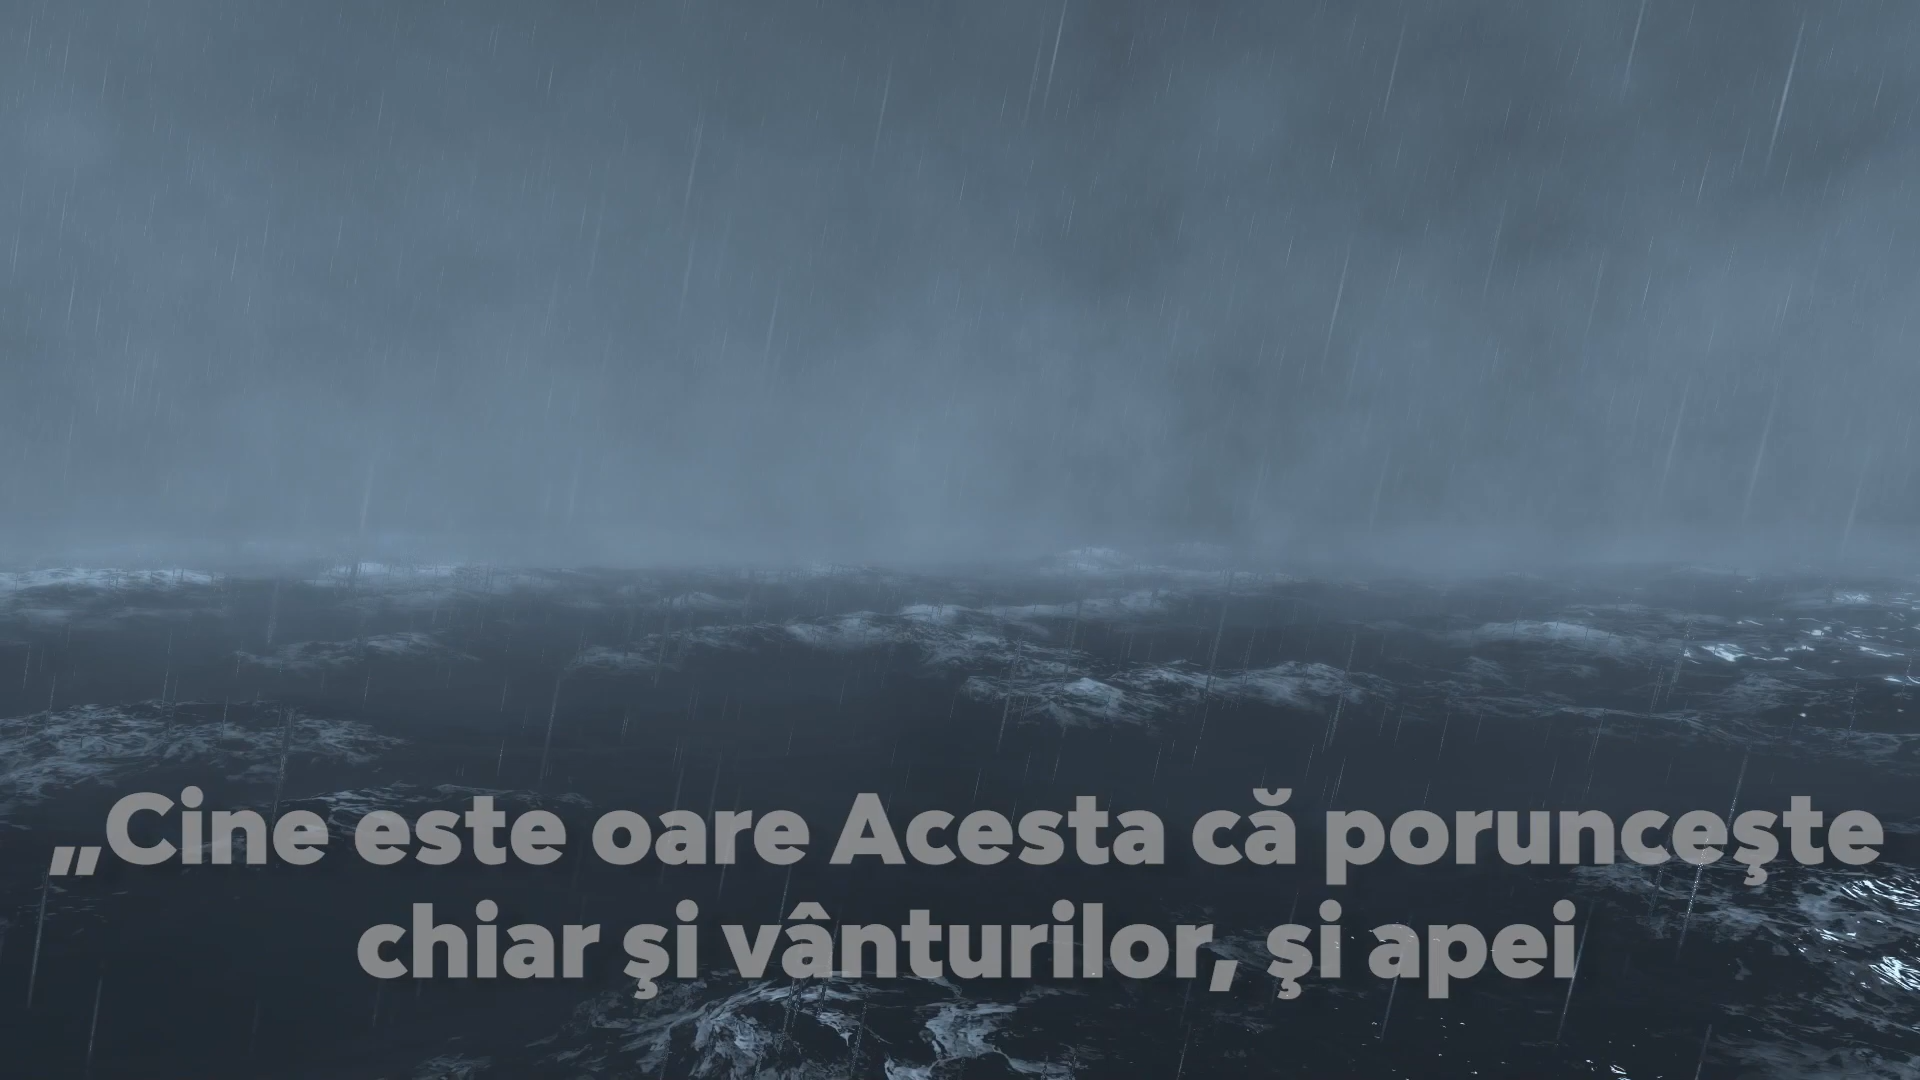 „Cine este oare Acesta că porunceşte
chiar şi vânturilor, şi apei